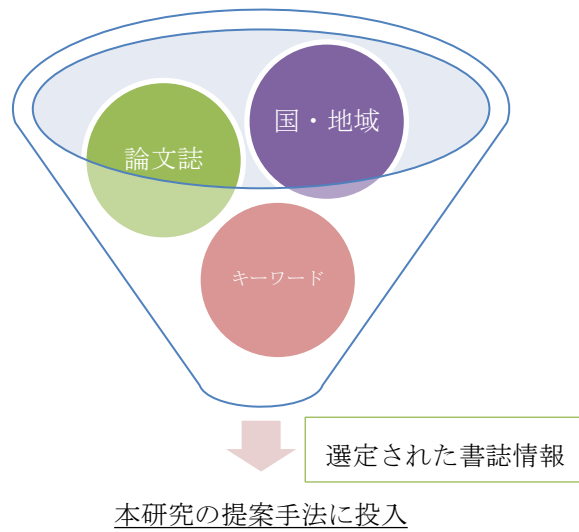 国・地域
論文誌
キーワード
選定された書誌情報
本研究の提案手法に投入